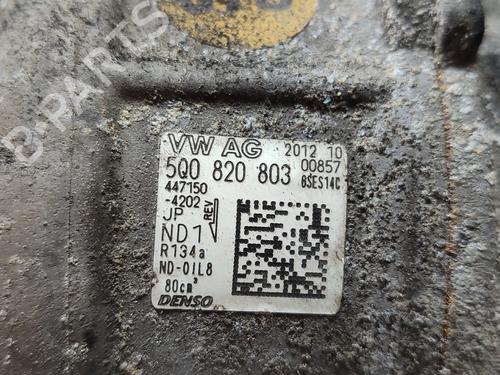 B-PARTS
VW AG 2012 10
5Q0 820 803 00857
447150 6SES14C
-4202
JP
ND1 REV
R134a
ND-OIL8
80cm³
DENSO